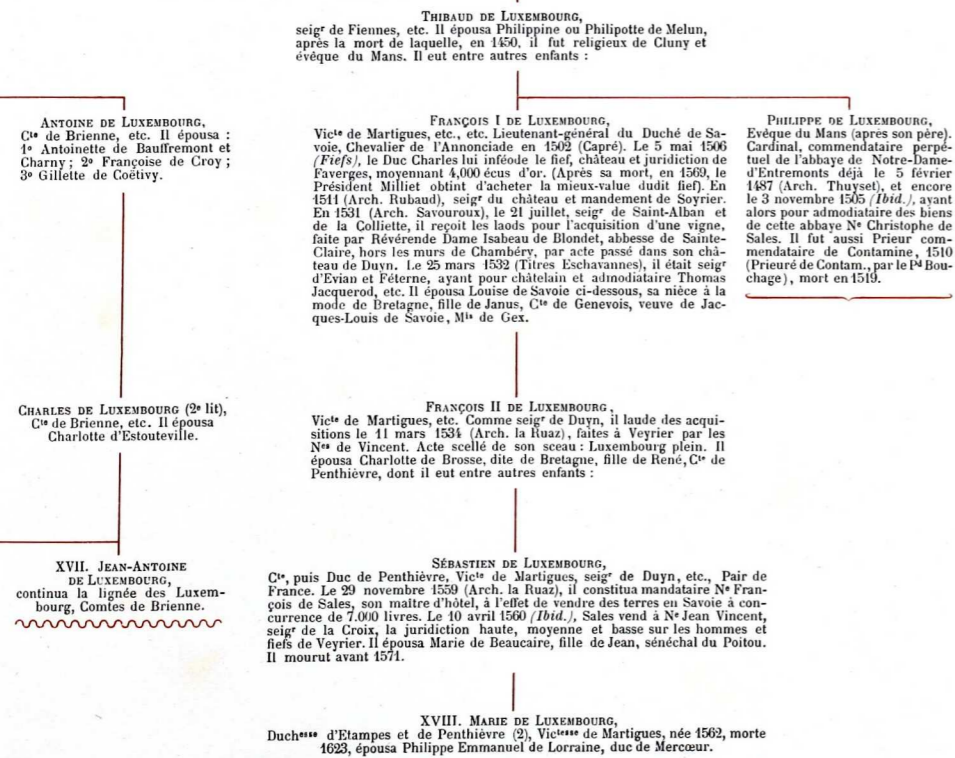 THIBAUD DE LUXEMBOURG,
seigr de Fiennes, etc. Il épousa Philippine ou Philipotte de Melun,
après la mort de laquelle, en 1450, il fut religieux de Cluny et
évêque du Mans. Il eut entre autres enfants :
ANTOINE DE LUXEMBOURG,
Cte de Brienne, etc. Il épousa :
1º Antoinette de Bauffremont et
Charny ; 2º Françoise de Croy ;
3º Gillette de Coëtivy.
FRANÇOIS I DE LUXEMBOURG,
Victe de Martigues, etc., etc. Lieutenant-général du Duché de Sa-
voie, Chevalier de l'Annonciade en 1502 (Capré). Le 5 mai 1506
(Fiefs), le Duc Charles lui inféode le fief, château et juridiction de
Faverges, moyennant 4,000 écus d'or. (Après sa mort, en 1569, le
Président Milliet obtint d'acheter la mieux-value dudit fief). En
1511 (Arch. Rubaud), seigr du château et mandement de Soyrier.
En 1531 (Arch. Savouroux), le 21 juillet, seigr de Saint-Alban et
de la Colliette, il reçoit les laods pour l'acquisition d'une vigne,
faite par Révérende Dame Isabeau de Blondet, abbesse de Sainte-
Claire, hors les murs de Chambéry, par acte passé dans son châ-
teau de Duyn. Le 25 mars 1532 (Titres Eschavannes), il était seigr
d'Evian et Féterne, ayant pour châtelain et admodiataire Thomas
Jacquerod, etc. Il épousa Louise de Savoie ci-dessous, sa nièce à la
mode de Bretagne, fille de Janus, Cte de Genevois, veuve de Jac-
ques-Louis de Savoie, Mis de Gex.
PHILIPPE DE LUXEMBOURG,
Evêque du Mans (après son père).
Cardinal, commendataire perpé-
tuel de l'abbaye de Notre-Dame-
d'Entremonts déjà le 5 février
1487 (Arch. Thuyset), et encore
le 3 novembre 1505 (Ibid.), ayant
alors pour admodiataire des biens
de cette abbaye Ne Christophe de
Sales. Il fut aussi Prieur com-
mendataire de Contamine, 1510
(Prieuré de Contam., par le Pd Bou-
chage), mort en 1519.
CHARLES DE LUXEMBOURG (2e lit),
Cte de Brienne, etc. Il épousa
Charlotte d'Estouteville.
FRANÇOIS II DE LUXEMBOURG,
Victe de Martigues, etc. Comme seigr de Duyn, il laude des acqui-
sitions le 11 mars 1534 (Arch. la Ruaz), faites à Veyrier par les
Nes de Vincent. Acte scellé de son sceau : Luxembourg plein. Il
épousa Charlotte de Brosse, dite de Bretagne, fille de René, Cte de
Penthièvre, dont il eut entre autres enfants :
XVII. JEAN-ANTOINE
DE LUXEMBOURG,
continua la lignée des Luxem-
bourg, Comtes de Brienne.
SÉBASTIEN DE LUXEMBOURG,
Cte, puis Duc de Penthièvre, Victe de Martigues, seigr de Duyn, etc., Pair de
France. Le 29 novembre 1559 (Arch. la Ruaz), il constitua mandataire Ne Fran-
çois de Sales, son maître d'hôtel, à l'effet de vendre des terres en Savoie à con-
currence de 7.000 livres. Le 10 avril 1560 (Ibid.), Sales vend à Ne Jean Vincent,
seigr de la Croix, la juridiction haute, moyenne et basse sur les hommes et
fiefs de Veyrier. Il épousa Marie de Beaucaire, fille de Jean, sénéchal du Poitou.
Il mourut avant 1571.
XVIII. MARIE DE LUXEMBOURG,
Duchesse d'Etampes et de Penthièvre (2), Victesse de Martigues, née 1562, morte
1623, épousa Philippe Emmanuel de Lorraine, duc de Mercœur.